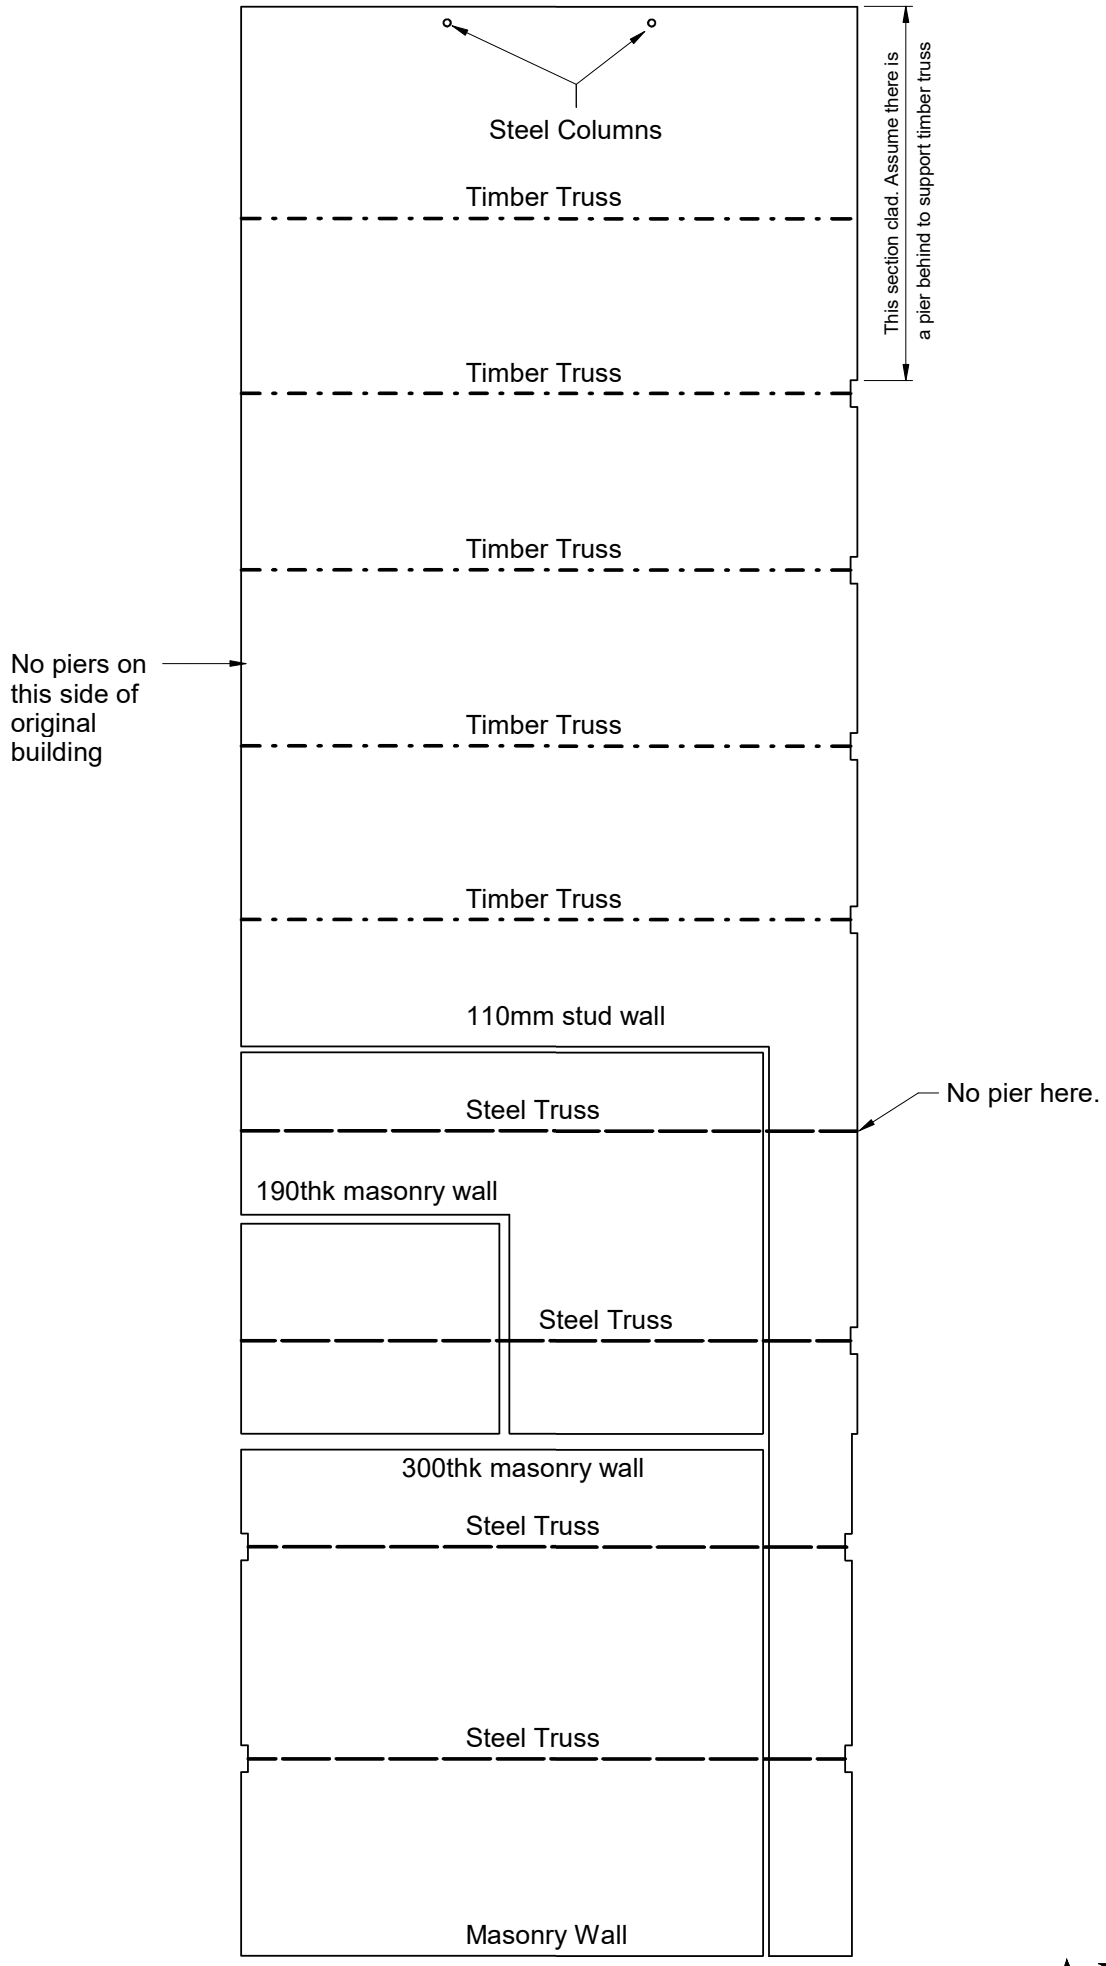 Steel Columns
This section clad. Assume there is
a pier behind to support timber truss
Timber Truss
Timber Truss
Timber Truss
No piers on
this side of
original
building
Timber Truss
Timber Truss
110mm stud wall
No pier here.
Steel Truss
190thk masonry wall
Steel Truss
300thk masonry wall
Steel Truss
Steel Truss
Masonry Wall